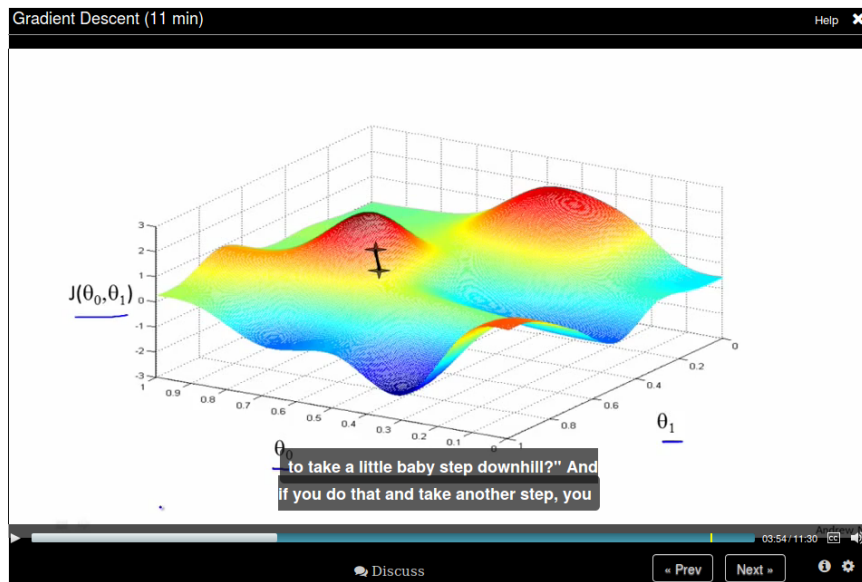 Gradient Descent (11 min)
Help ×
3
2
1
J(θ₀,θ₁) 0
-1
-2
-3
1 0.9 0.8 0.7 0.6 0.5 0.4 0.3 0.2 0.1 0
1 0.8 0.6 0.4 0.2 0
θ₀
θ₁
to take a little baby step downhill?" And
if you do that and take another step, you
03:54 / 11:30 CC
« Prev
Next »
Discuss